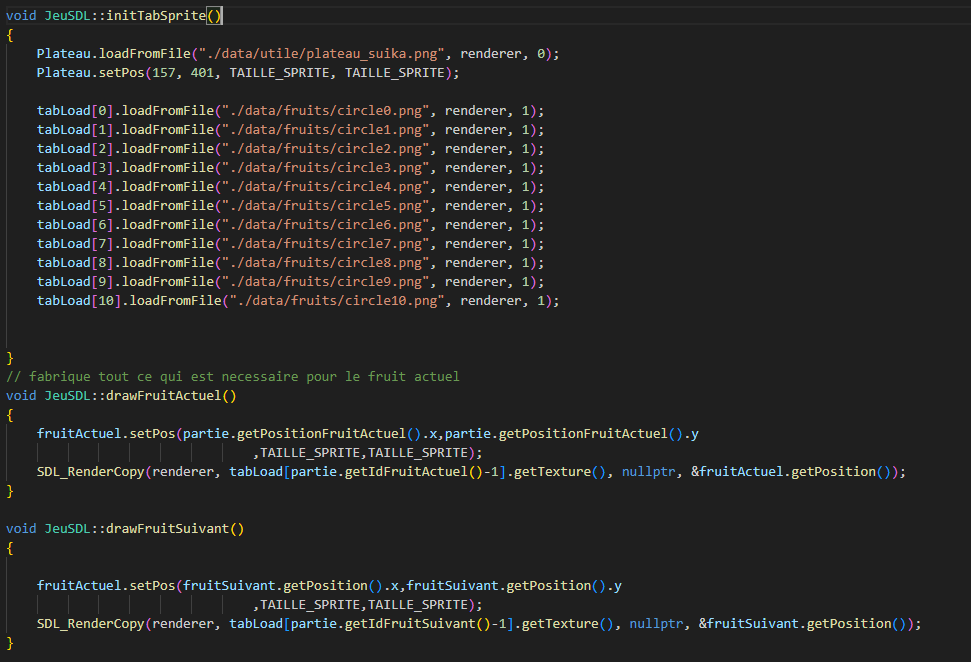 void JeuSDL::initTabSprite()
{
    Plateau.loadFromFile("./data/utile/plateau_suika.png", renderer, 0);
    Plateau.setPos(157, 401, TAILLE_SPRITE, TAILLE_SPRITE);

    tabLoad[0].loadFromFile("./data/fruits/circle0.png", renderer, 1);
    tabLoad[1].loadFromFile("./data/fruits/circle1.png", renderer, 1);
    tabLoad[2].loadFromFile("./data/fruits/circle2.png", renderer, 1);
    tabLoad[3].loadFromFile("./data/fruits/circle3.png", renderer, 1);
    tabLoad[4].loadFromFile("./data/fruits/circle4.png", renderer, 1);
    tabLoad[5].loadFromFile("./data/fruits/circle5.png", renderer, 1);
    tabLoad[6].loadFromFile("./data/fruits/circle6.png", renderer, 1);
    tabLoad[7].loadFromFile("./data/fruits/circle7.png", renderer, 1);
    tabLoad[8].loadFromFile("./data/fruits/circle8.png", renderer, 1);
    tabLoad[9].loadFromFile("./data/fruits/circle9.png", renderer, 1);
    tabLoad[10].loadFromFile("./data/fruits/circle10.png", renderer, 1);

}
// fabrique tout ce qui est necessaire pour le fruit actuel
void JeuSDL::drawFruitActuel()
{
    fruitActuel.setPos(partie.getPositionFruitActuel().x,partie.getPositionFruitActuel().y
                            ,TAILLE_SPRITE,TAILLE_SPRITE);
    SDL_RenderCopy(renderer, tabLoad[partie.getIdFruitActuel()-1].getTexture(), nullptr, &fruitActuel.getPosition());
}

void JeuSDL::drawFruitSuivant()
{

    fruitActuel.setPos(fruitSuivant.getPosition().x,fruitSuivant.getPosition().y
                            ,TAILLE_SPRITE,TAILLE_SPRITE);
    SDL_RenderCopy(renderer, tabLoad[partie.getIdFruitSuivant()-1].getTexture(), nullptr, &fruitSuivant.getPosition());
}